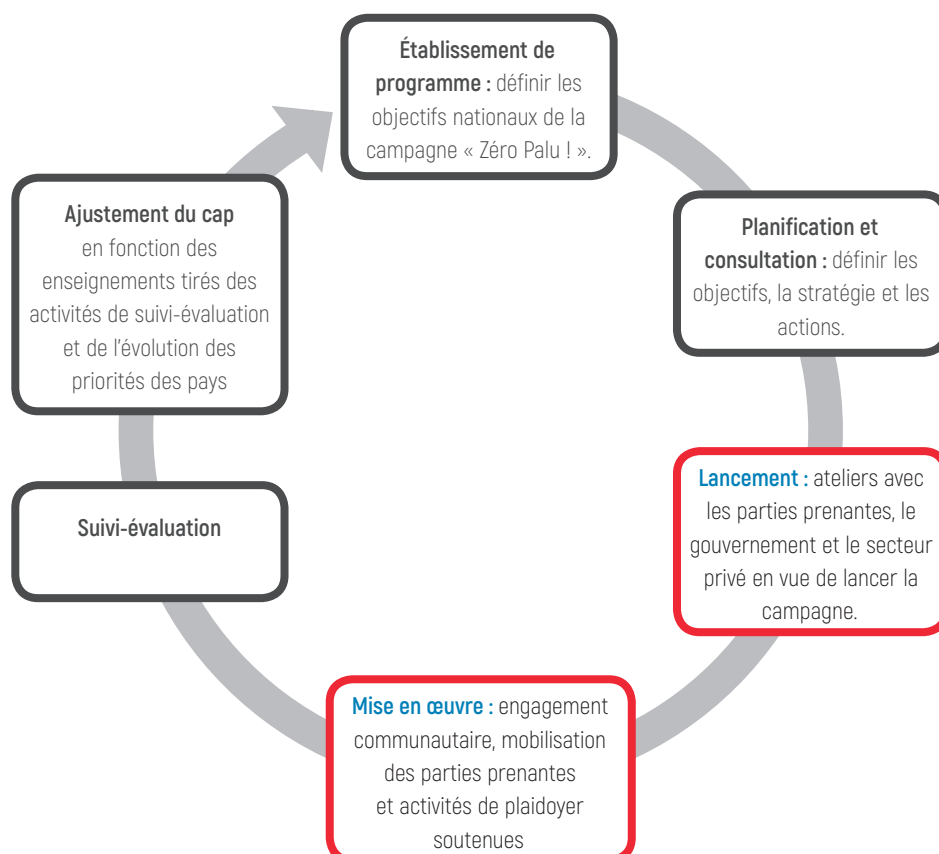 Établissement de
programme : définir les
objectifs nationaux de la
campagne « Zéro Palu ! ».
Planification et
consultation : définir les
objectifs, la stratégie et les
actions.
Lancement : ateliers avec
les parties prenantes, le
gouvernement et le secteur
privé en vue de lancer la
campagne.
Mise en œuvre : engagement
communautaire, mobilisation
des parties prenantes
et activités de plaidoyer
soutenues
Suivi-évaluation
Ajustement du cap
en fonction des
enseignements tirés des
activités de suivi-évaluation
et de l'évolution des
priorités des pays